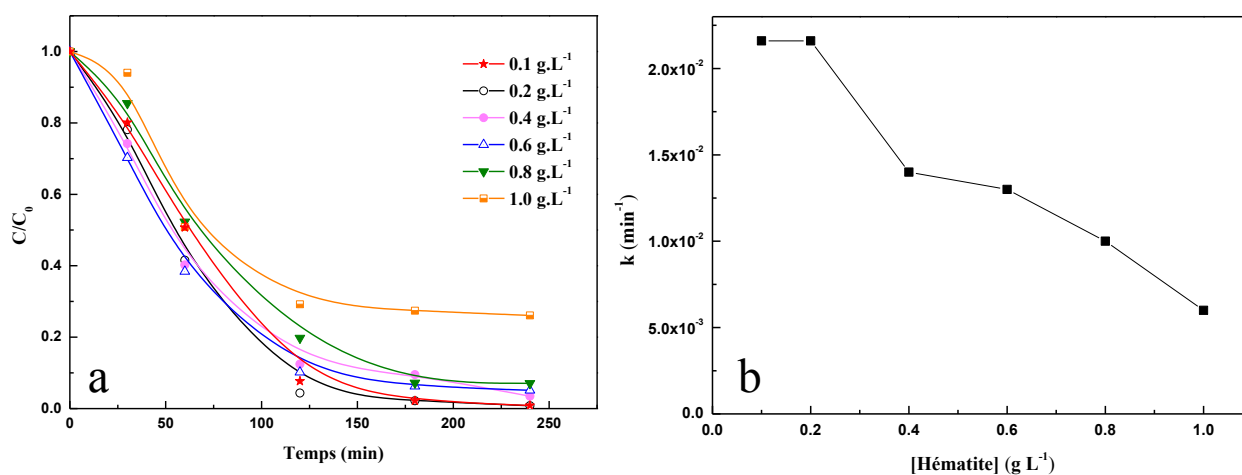 1.0
0.8
0.6
0.4
0.2
0.0
C/C₀
0
50
100
150
200
250
Temps (min)
0.1 g.L⁻¹
0.2 g.L⁻¹
0.4 g.L⁻¹
0.6 g.L⁻¹
0.8 g.L⁻¹
1.0 g.L⁻¹
a
2.0x10⁻²
1.5x10⁻²
1.0x10⁻²
5.0x10⁻³
0.0
k (min⁻¹)
0.0
0.2
0.4
0.6
0.8
1.0
[Hématite] (g L⁻¹)
b